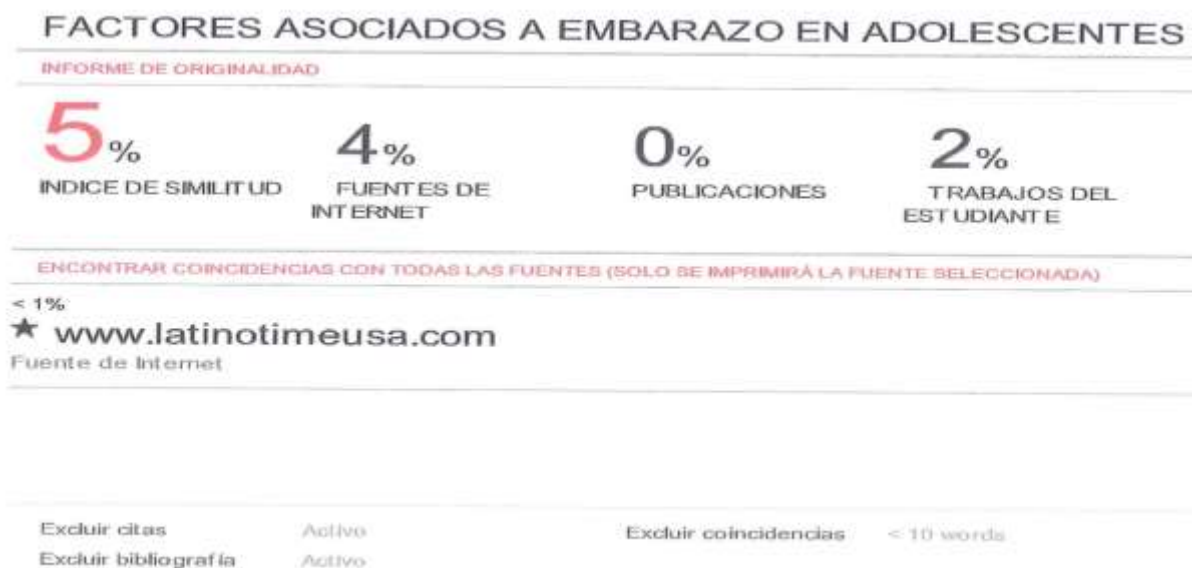 FACTORES ASOCIADOS A EMBARAZO EN ADOLESCENTES
INFORME DE ORIGINALIDAD
5%
INDICE DE SIMILITUD
4%
FUENTES DE
INTERNET
0%
PUBLICACIONES
2%
TRABAJOS DEL
ESTUDIANTE
ENCONTRAR COINCIDENCIAS CON TODAS LAS FUENTES (SOLO SE IMPRIMIRÁ LA FUENTE SELECCIONADA)
< 1%
★ www.latinotimeusa.com
Fuente de Internet
Excluir citas Activo
Excluir bibliografía Activo
Excluir coincidencias < 10 words